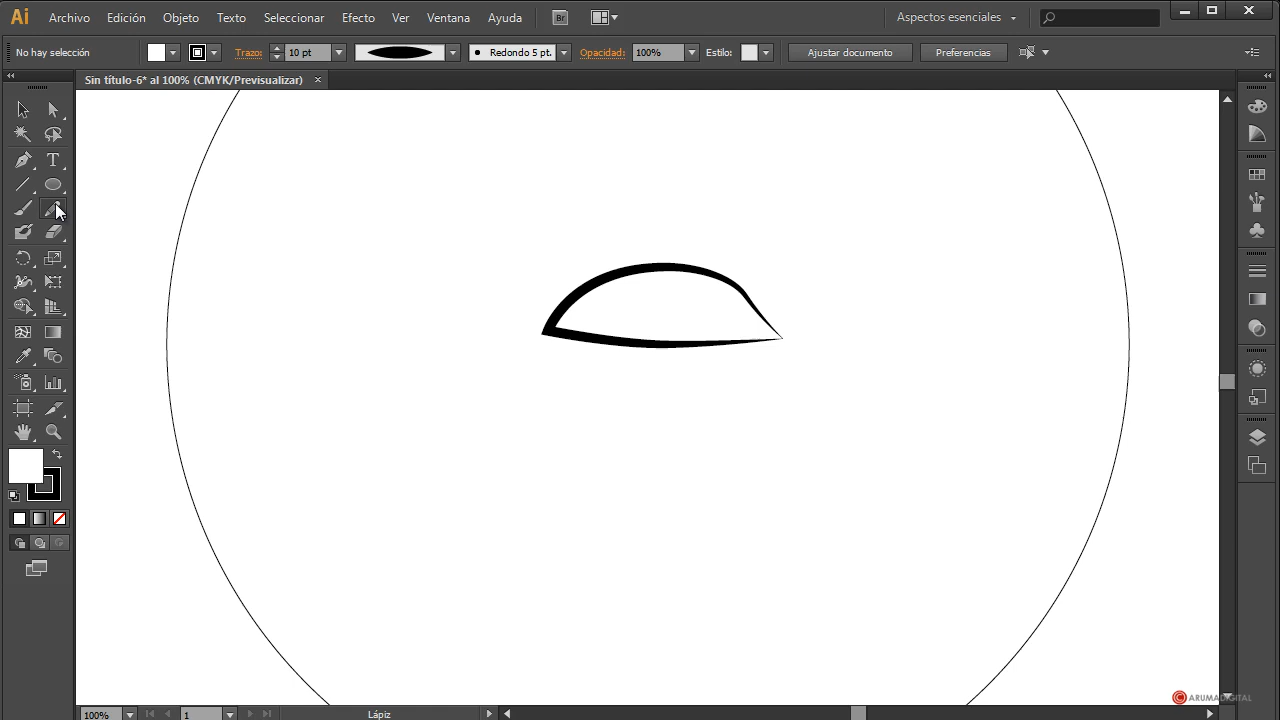 Ai Archivo Edición Objeto Texto Seleccionar Efecto Ver Ventana Ayuda Br Aspectos esenciales
No hay selección Trazo: 10 pt Redondo 5 pt. Opacidad: 100% Estilo: Ajustar documento Preferencias
Sin título-6* al 100% (CMYK/Previsualizar) ×
T
C ARUMADIGITAL
100% 1 Lápiz